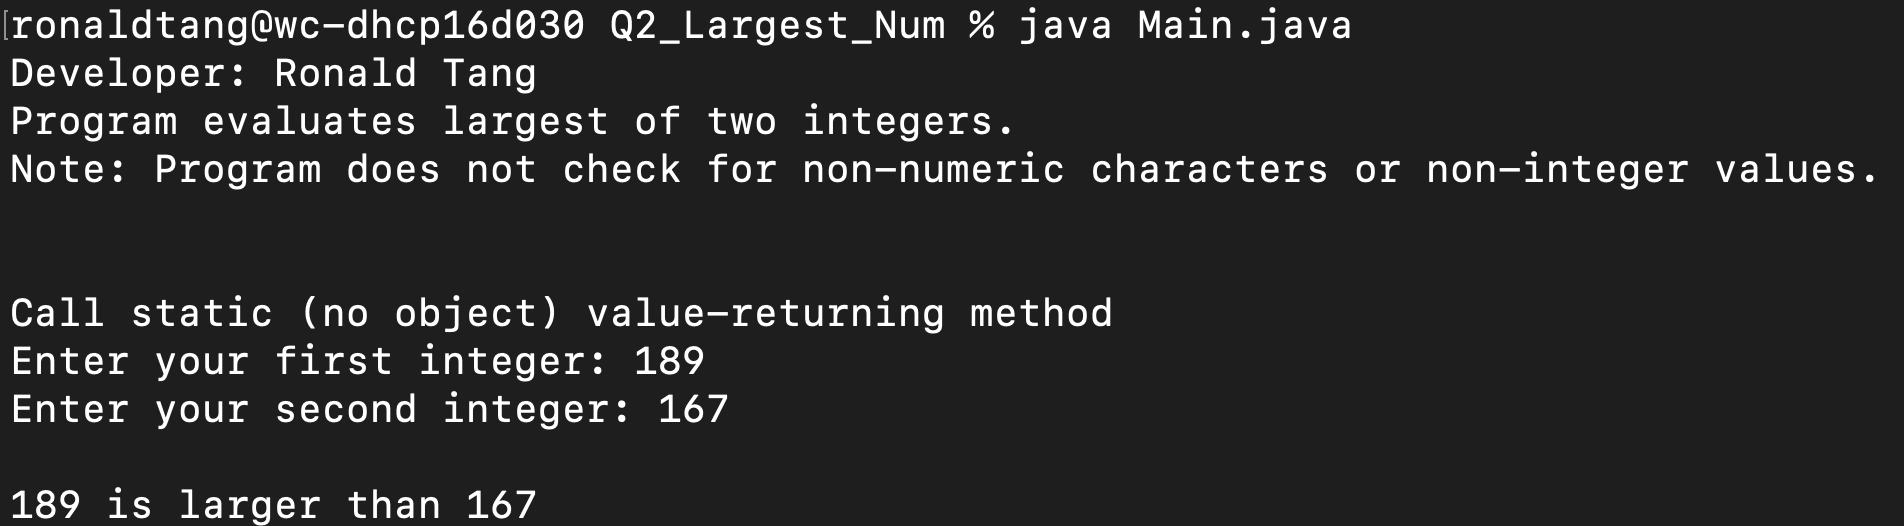 [ronaldtang@wc-dhcp16d030 Q2_Largest_Num % java Main.java
Developer: Ronald Tang
Program evaluates largest of two integers.
Note: Program does not check for non-numeric characters or non-integer values.
Call static (no object) value-returning method
Enter your first integer: 189
Enter your second integer: 167
189 is larger than 167